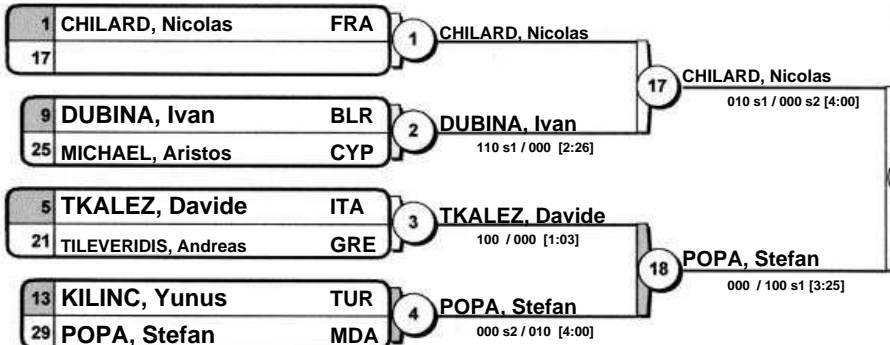 1 CHILARD, Nicolas FRA
17
1 CHILARD, Nicolas
9 DUBINA, Ivan BLR
25 MICHAEL, Aristos CYP
2 DUBINA, Ivan
110 s1 / 000 [2:26]
17 CHILARD, Nicolas
010 s1 / 000 s2 [4:00]
5 TKALEZ, Davide ITA
21 TILEVERIDIS, Andreas GRE
3 TKALEZ, Davide
100 / 000 [1:03]
13 KILINC, Yunus TUR
29 POPA, Stefan MDA
4 POPA, Stefan
000 s2 / 010 [4:00]
18 POPA, Stefan
000 / 100 s1 [3:25]